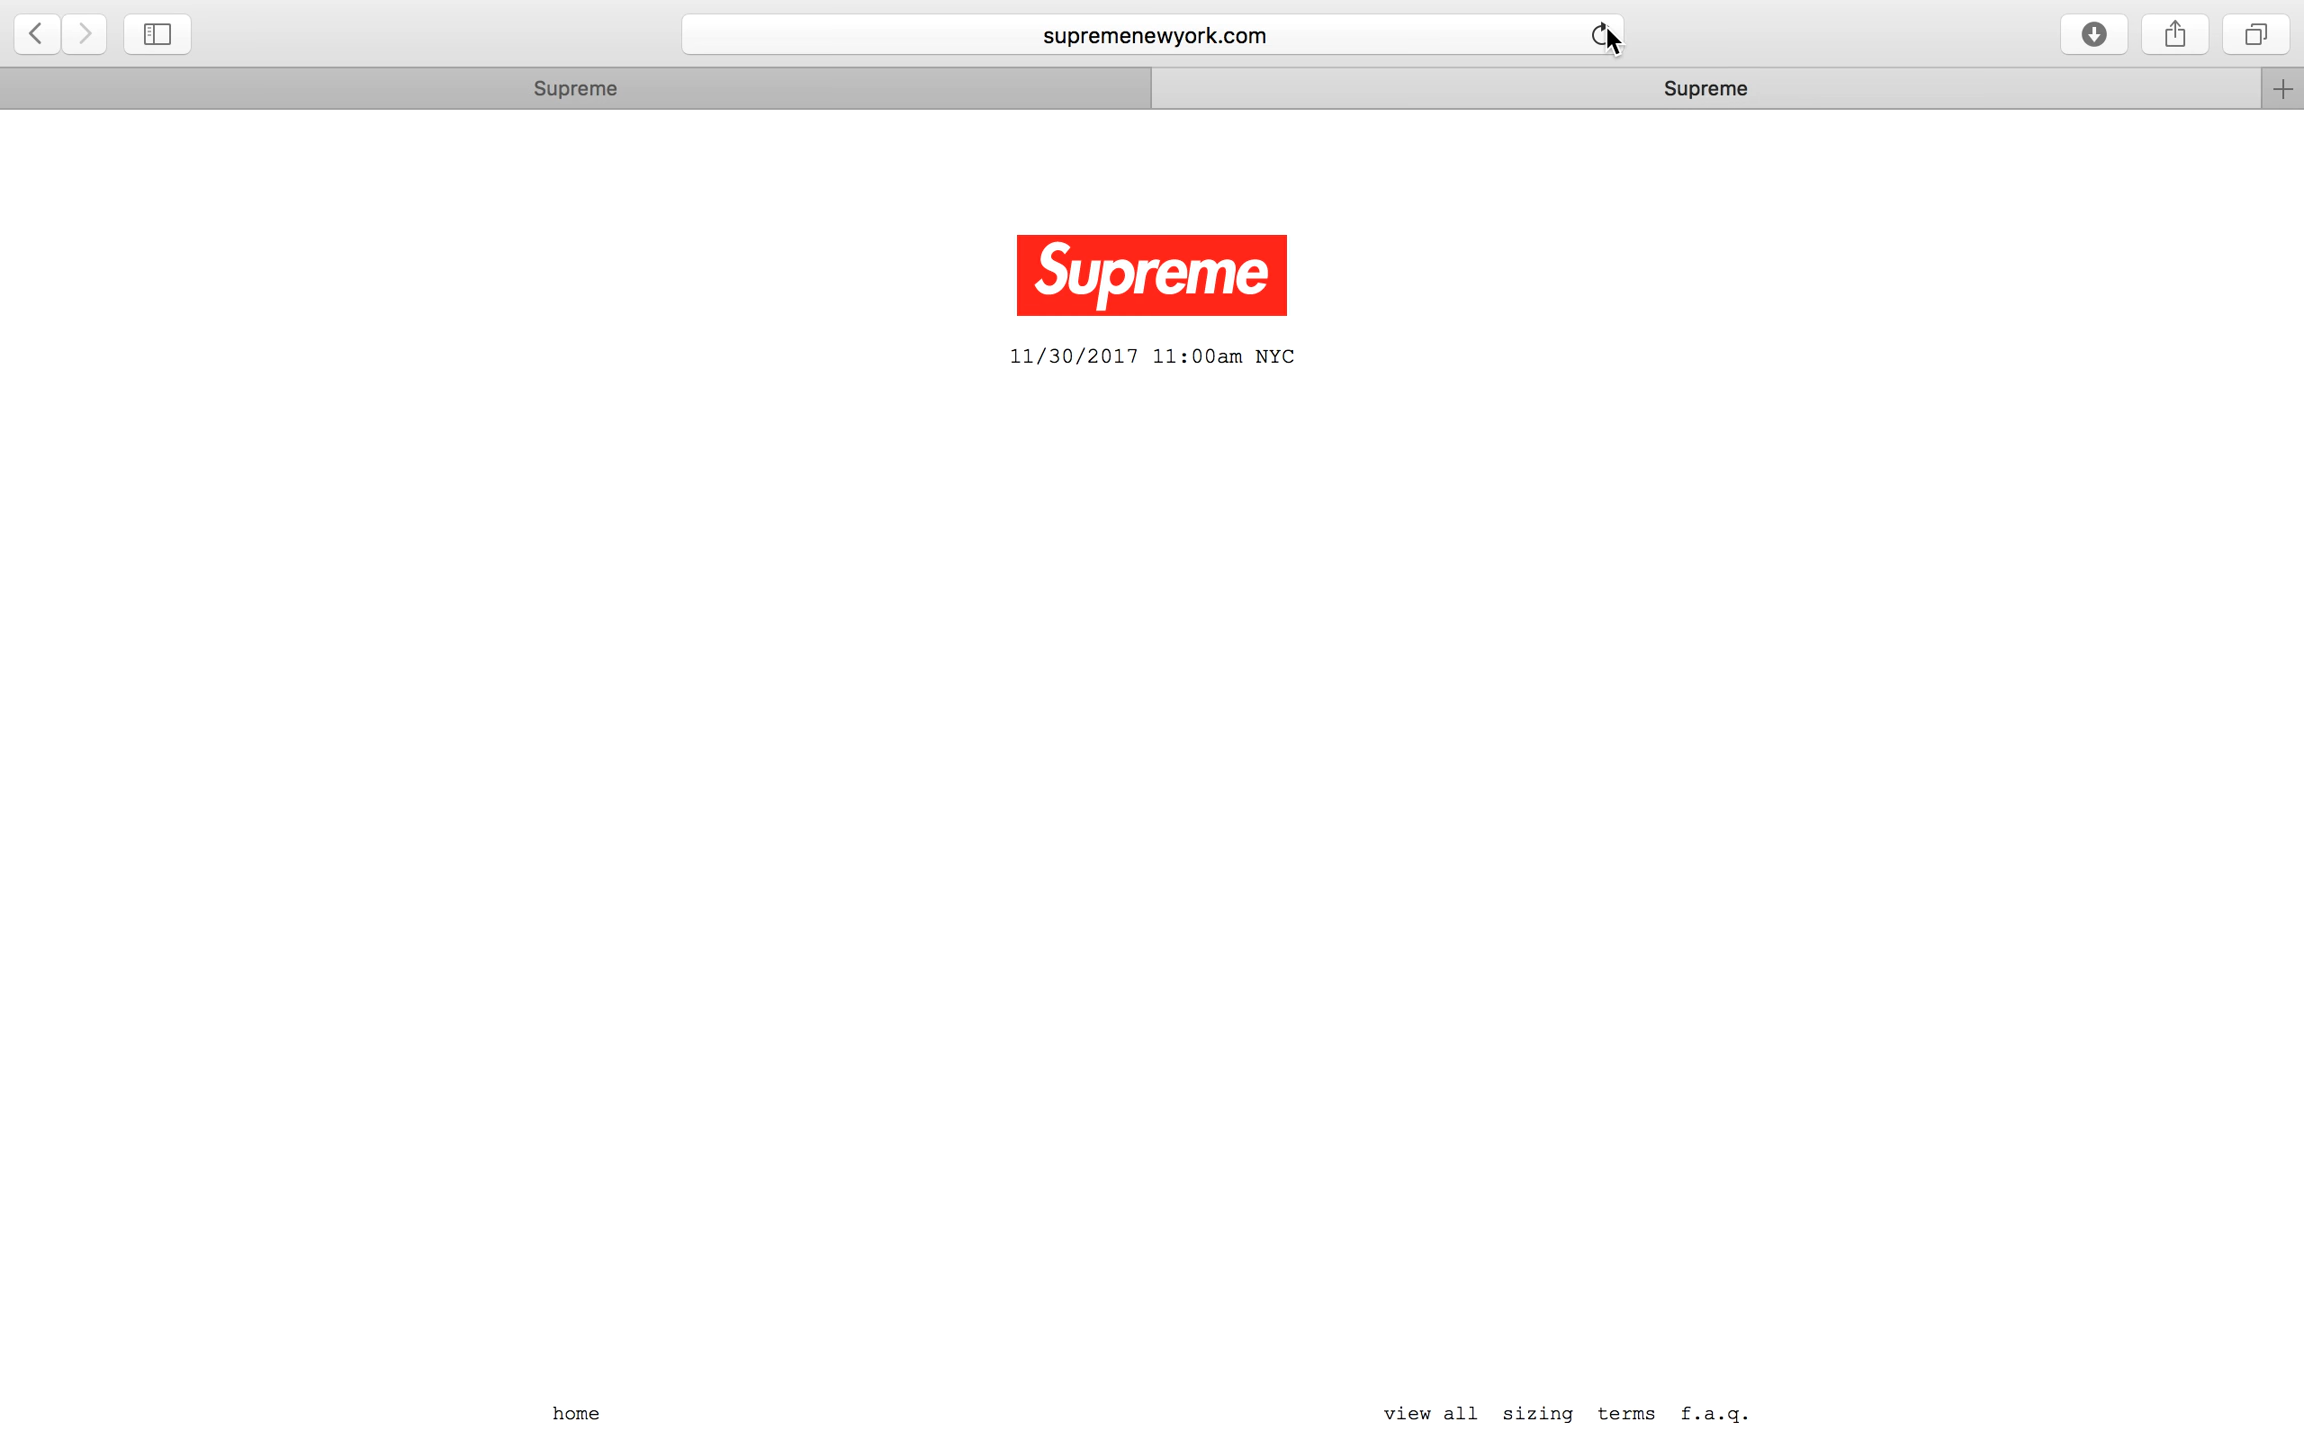 supremenewyork.com
Supreme
Supreme
Supreme
11/30/2017 11:00am NYC
home
view all sizing terms f.a.q.